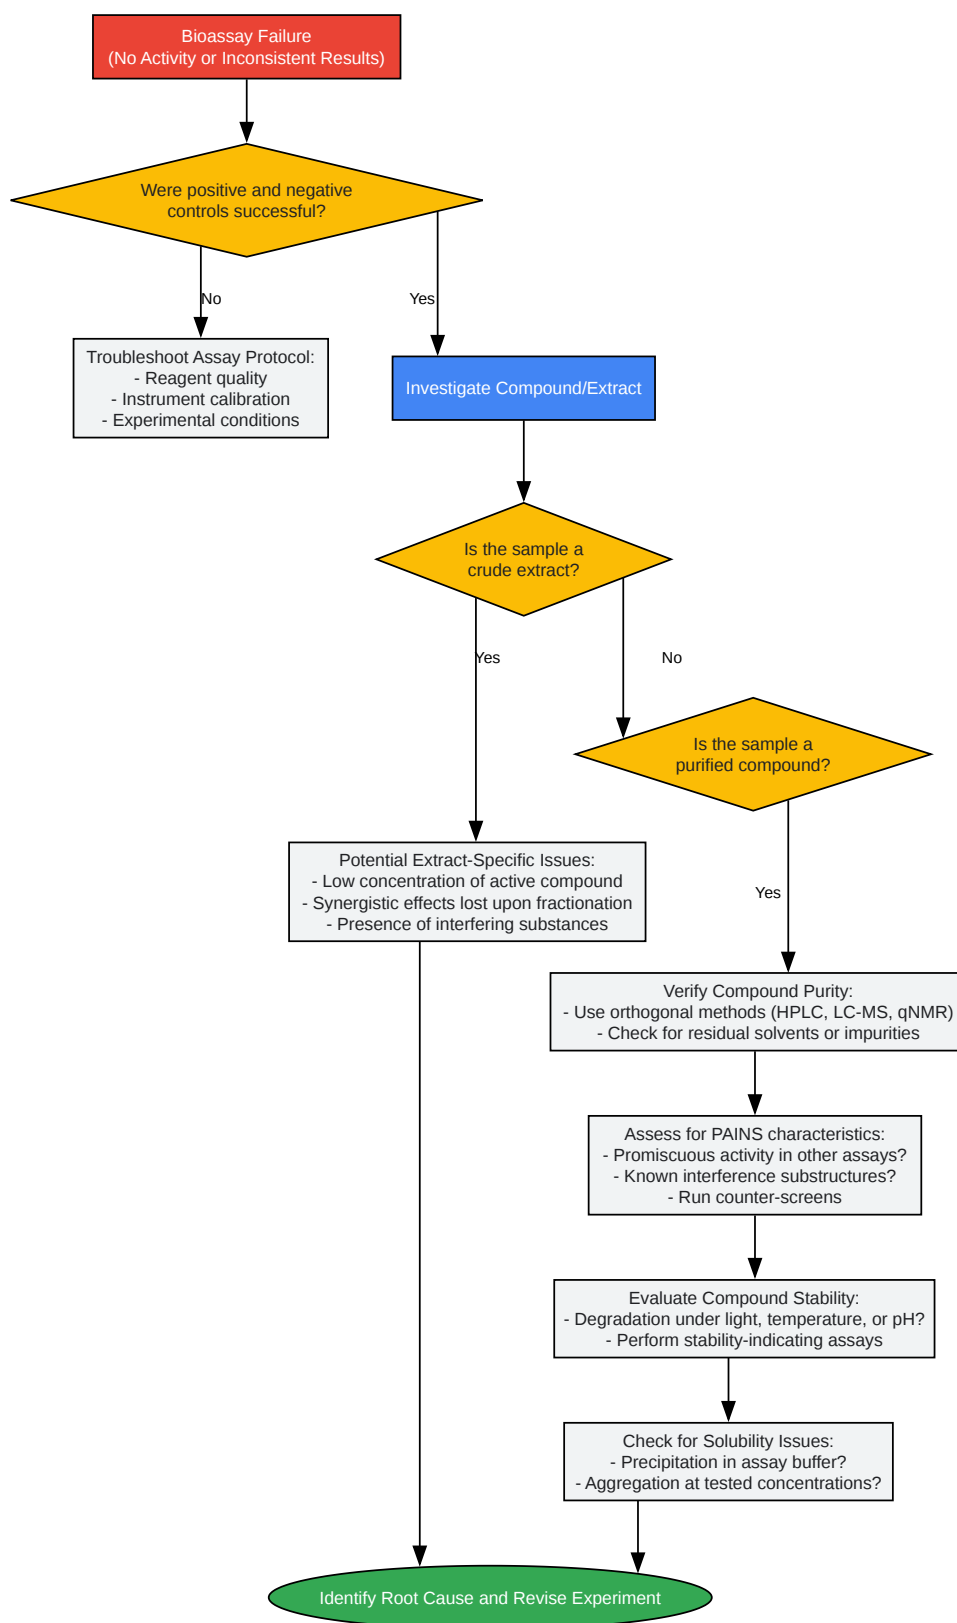 Bioassay Failure
(No Activity or Inconsistent Results)
Were positive and negative
controls successful?
No
Yes
Troubleshoot Assay Protocol:
- Reagent quality
- Instrument calibration
- Experimental conditions
Investigate Compound/Extract
Is the sample a
crude extract?
Yes
No
Is the sample a
purified compound?
Potential Extract-Specific Issues:
- Low concentration of active compound
- Synergistic effects lost upon fractionation
- Presence of interfering substances
Yes
Verify Compound Purity:
- Use orthogonal methods (HPLC, LC-MS, qNMR)
- Check for residual solvents or impurities
Assess for PAINS characteristics:
- Promiscuous activity in other assays?
- Known interference substructures?
- Run counter-screens
Evaluate Compound Stability:
- Degradation under light, temperature, or pH?
- Perform stability-indicating assays
Check for Solubility Issues:
- Precipitation in assay buffer?
- Aggregation at tested concentrations?
Identify Root Cause and Revise Experiment